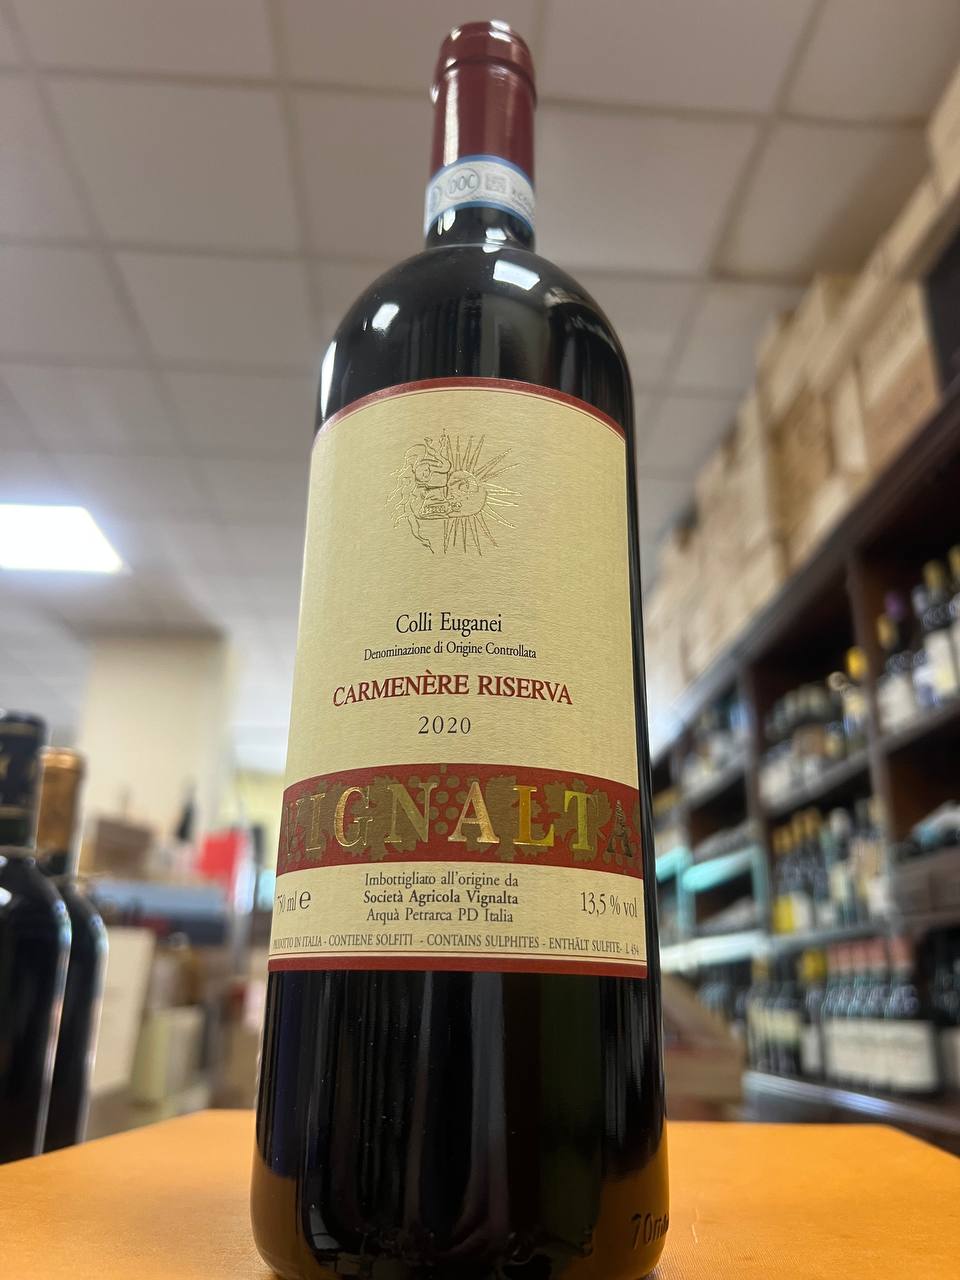 DOC
Colli Euganei
Denominazione di Origine Controllata
CARMENÈRE RISERVA
2020
VIGNALTA
Imbottigliato all'origine da
750 ml e
Società Agricola Vignalta
13,5 % vol
Arquà Petrarca PD Italia
PRODOTTO IN ITALIA - CONTIENE SOLFITI - CONTAINS SULPHITES - ENTHÄLT SULFITE- L 454